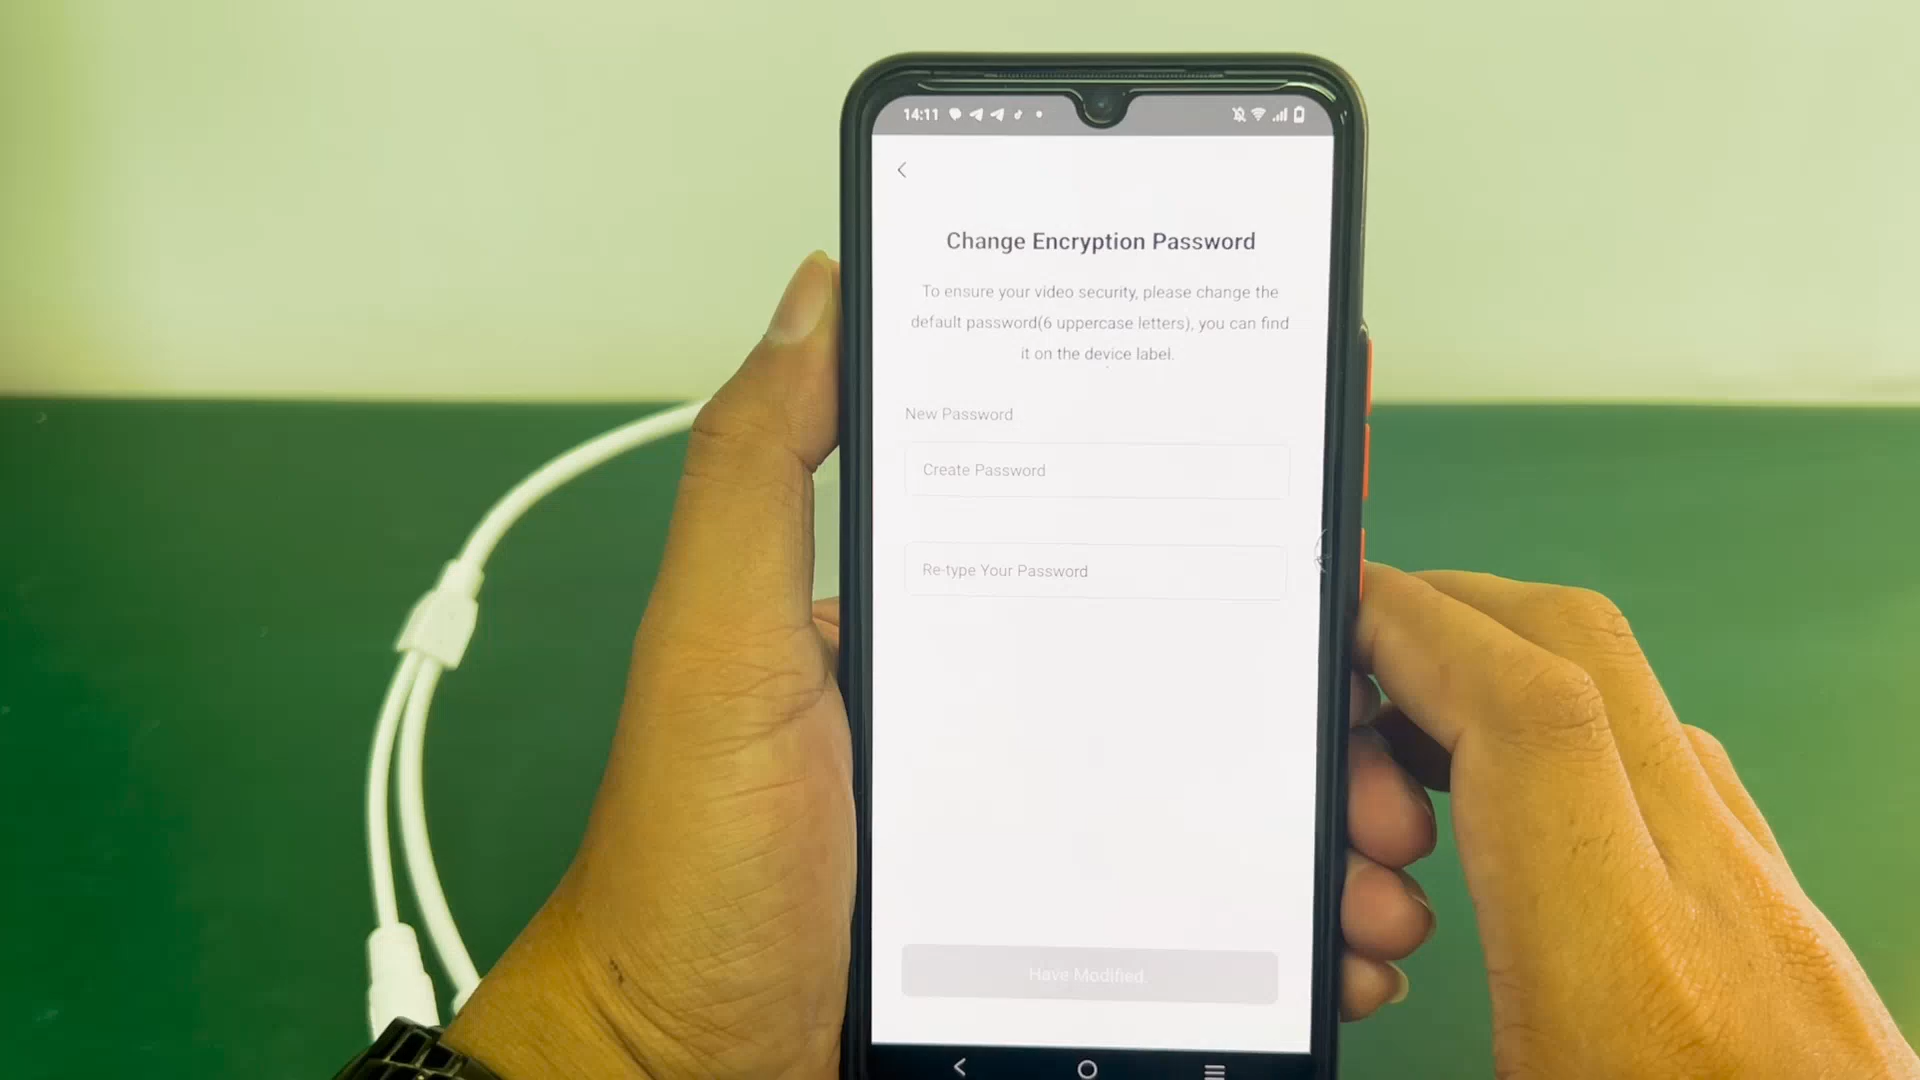 14:11
Change Encryption Password
To ensure your video security, please change the
default password(6 uppercase letters), you can find
it on the device label.
New Password
Create Password
Re-type Your Password
Have Modified.